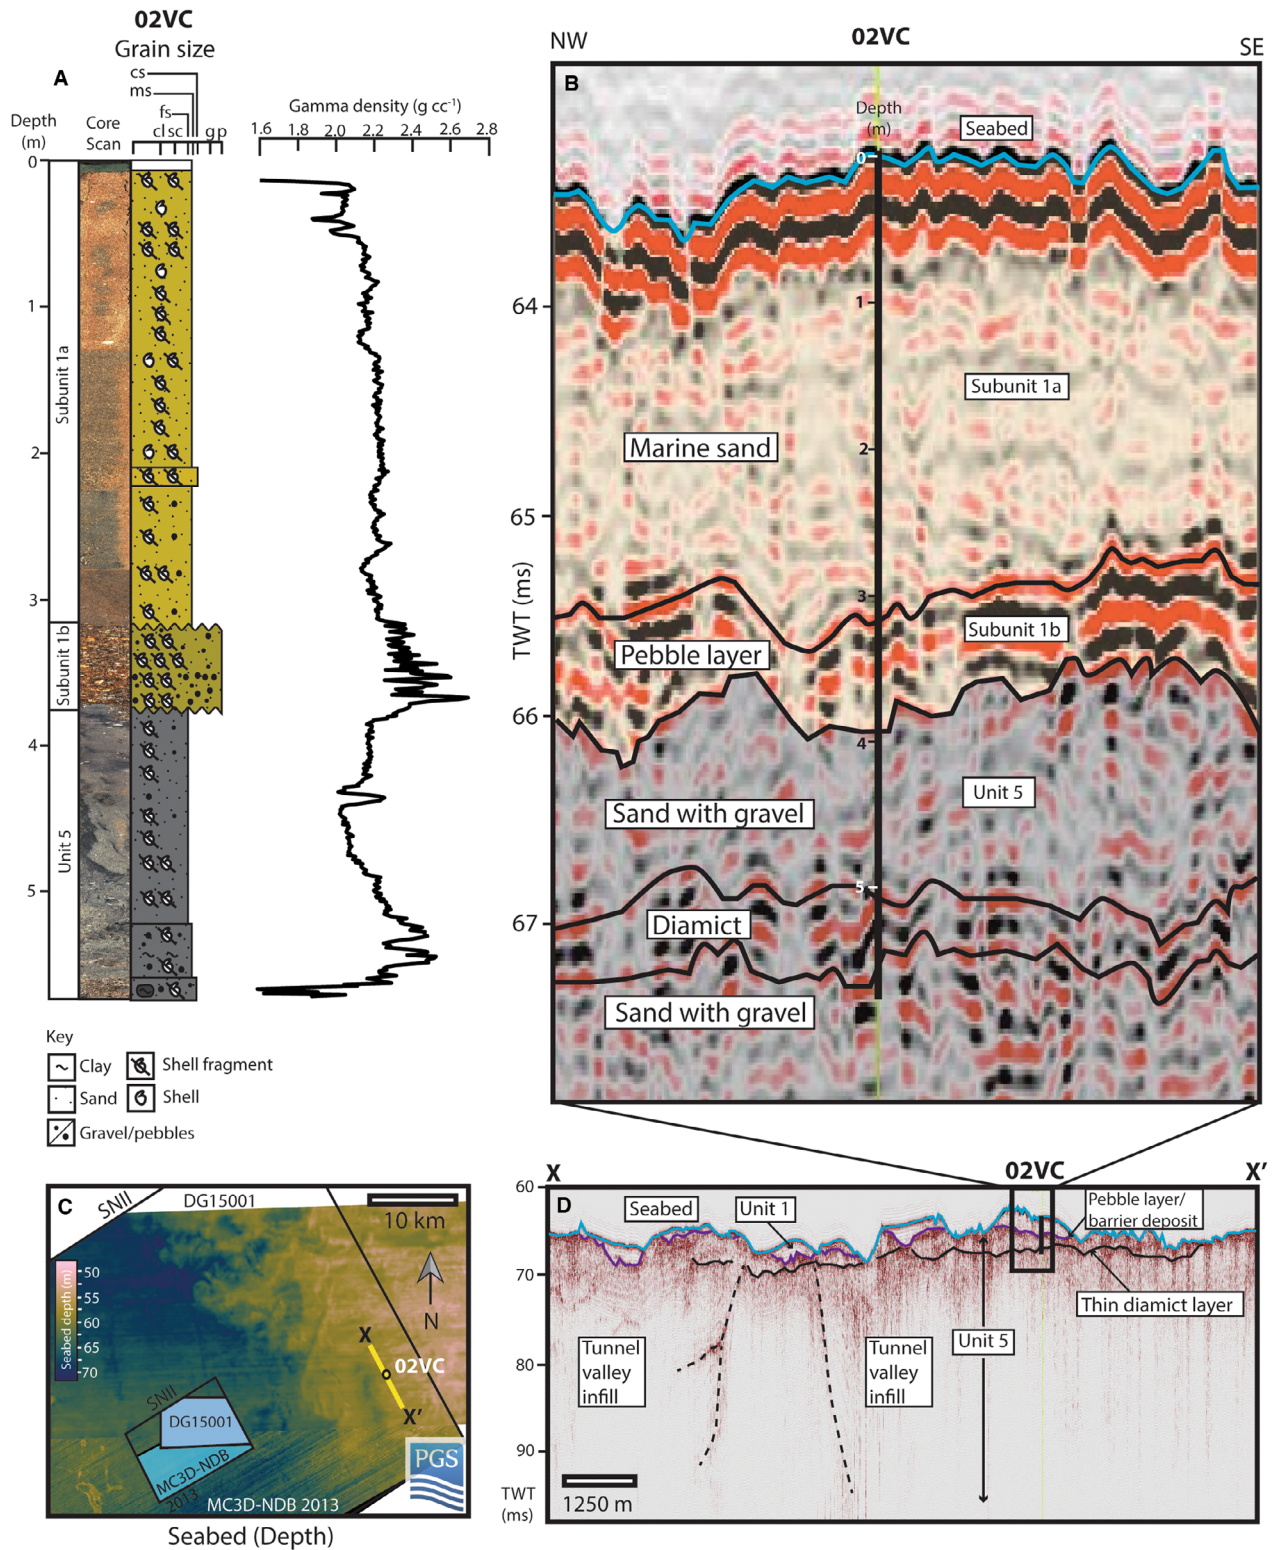 02VC
Grain size
A
cs
ms
fs
cl sc g p
Depth
(m)
Core
Scan
Gamma density (g cc⁻¹)
1.6 1.8 2.0 2.2 2.4 2.6 2.8
0
1
2
3
4
5
Subunit 1a
Subunit 1b
Unit 5
Key
Clay
Shell fragment
Sand
Shell
Gravel/pebbles
NW
02VC
SE
B
Depth
(m)
Seabed
0
1
2
3
4
5
64
65
66
67
TWT (ms)
Subunit 1a
Marine sand
Subunit 1b
Pebble layer
Unit 5
Sand with gravel
Diamict
Sand with gravel
C
SNII
DG15001
10 km
N
Seabed depth (m)
50
55
60
65
70
X
02VC
X'
SNII
DG15001
MC3D-NDB
2013
MC3D-NDB 2013
PGS
Seabed (Depth)
X
02VC
X'
D
60
70
80
90
TWT
(ms)
Seabed
Unit 1
Pebble layer/
barrier deposit
Thin diamict layer
Tunnel
valley
infill
Tunnel
valley
infill
Unit 5
1250 m